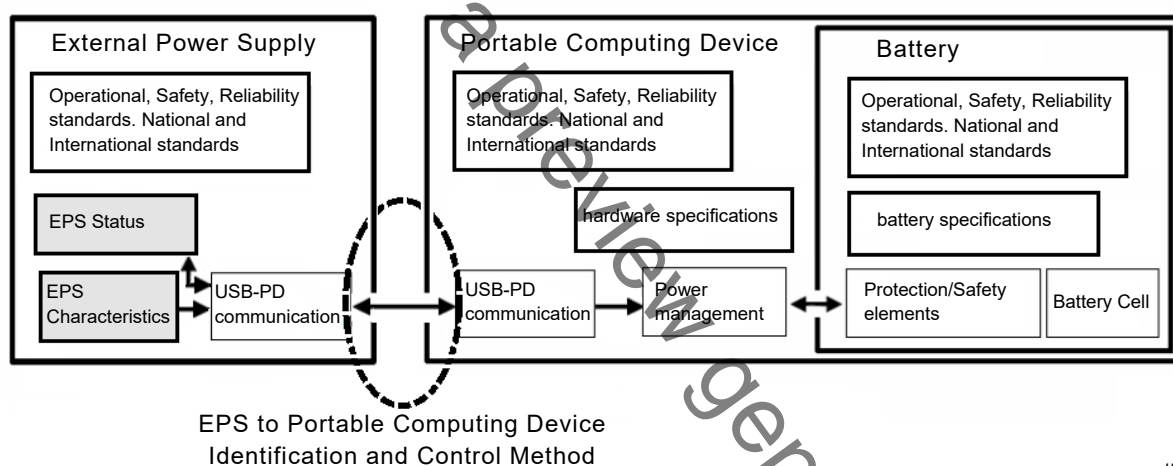 External Power Supply
Operational, Safety, Reliability
standards. National and
International standards
EPS Status
EPS
Characteristics
USB-PD
communication
Portable Computing Device
Operational, Safety, Reliability
standards. National and
International standards
hardware specifications
USB-PD
communication
Power
management
Battery
Operational, Safety, Reliability
standards. National and
International standards
battery specifications
Protection/Safety
elements
Battery Cell
EPS to Portable Computing Device
Identification and Control Method
a preview